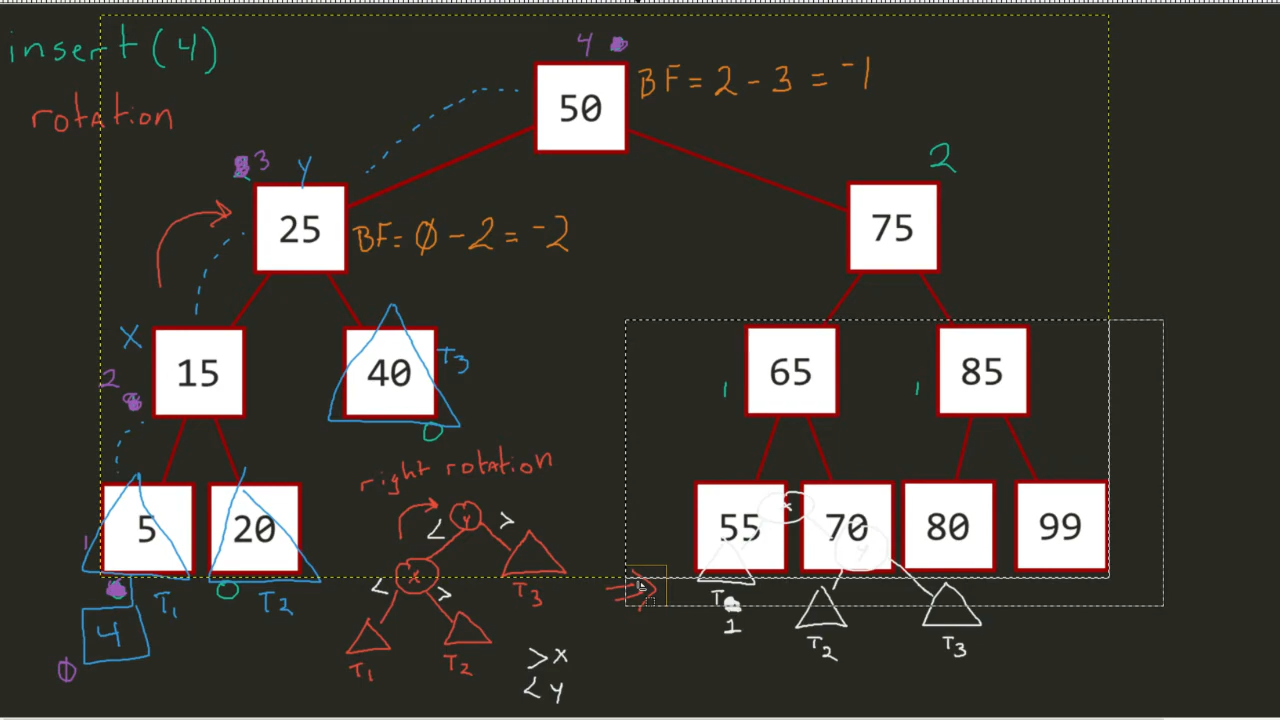 insert(4)
4
50
BF = 2 - 3 = -1
rotation
3
Y
25
BF = 0 - 2 = -2
2
75
X
2
15
40
T3
0
1
65
1
85
right rotation
1
5
20
0
T1
T2
4
0
< Y >
< X >
T1
T2
T3
> X
< Y
55
70
80
99
X
Y
T1
T2
T3